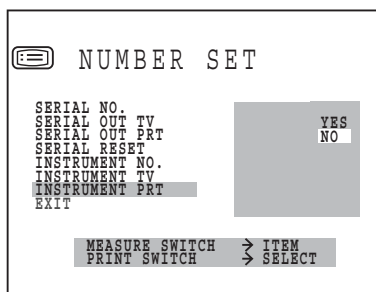 NUMBER SET
SERIAL NO.
SERIAL OUT TV
SERIAL OUT PRT
SERIAL RESET
INSTRUMENT NO.
INSTRUMENT TV
INSTRUMENT PRT
EXIT
YES
NO
MEASURE SWITCH → ITEM
PRINT SWITCH → SELECT